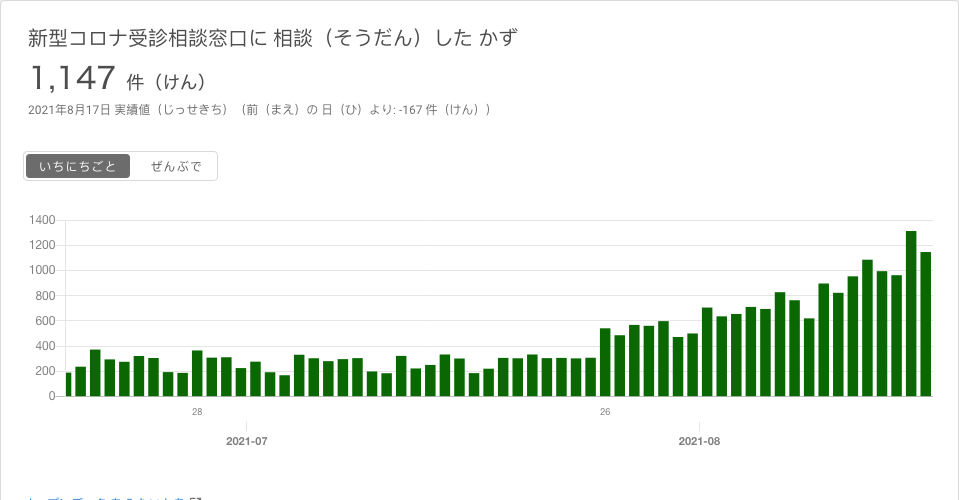 新型コロナ受診相談窓口に 相談（そうだん）した かず
1,147 件（けん）
2021年8月17日 実績値（じっせきち）（前（まえ）の 日（ひ）より: -167 件（けん））
いちにちごと ぜんぶで
1400
1200
1000
800
600
400
200
0
28 26
2021-07 2021-08